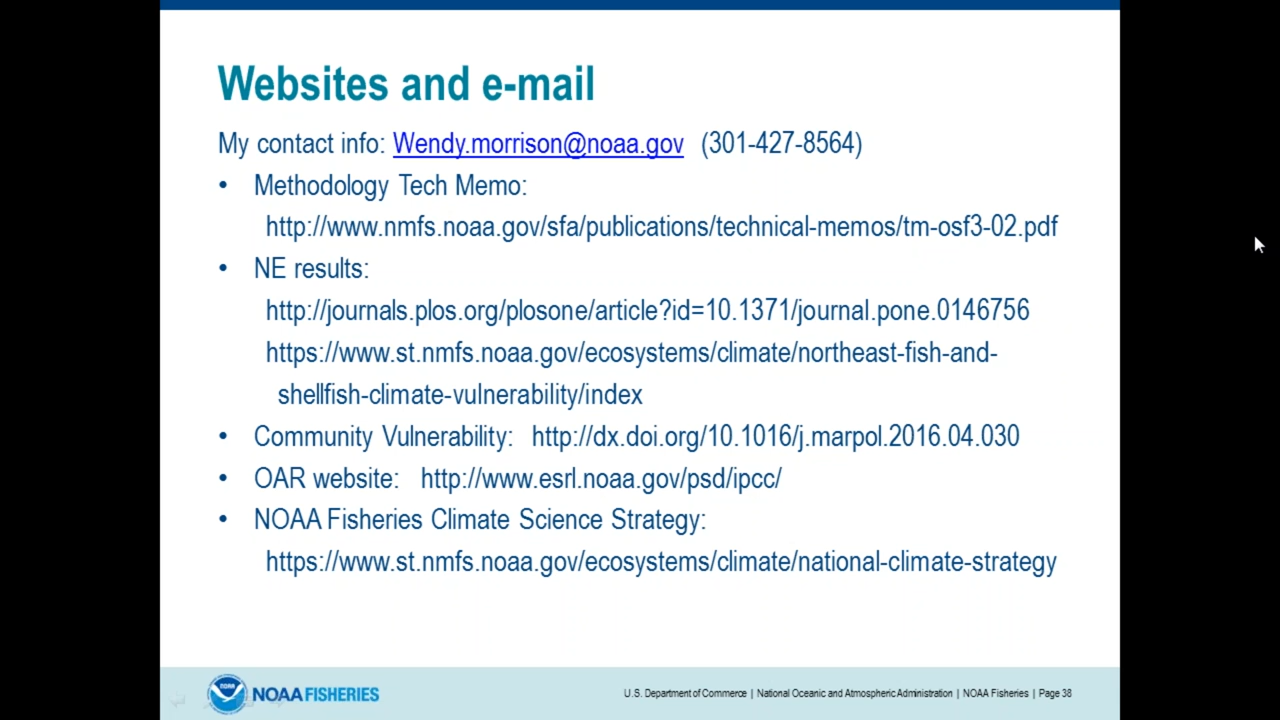 Websites and e-mail
My contact info: Wendy.morrison@noaa.gov (301-427-8564)
• Methodology Tech Memo:
http://www.nmfs.noaa.gov/sfa/publications/technical-memos/tm-osf3-02.pdf
• NE results:
http://journals.plos.org/plosone/article?id=10.1371/journal.pone.0146756
https://www.st.nmfs.noaa.gov/ecosystems/climate/northeast-fish-and-
shellfish-climate-vulnerability/index
• Community Vulnerability: http://dx.doi.org/10.1016/j.marpol.2016.04.030
• OAR website: http://www.esrl.noaa.gov/psd/ipcc/
• NOAA Fisheries Climate Science Strategy:
https://www.st.nmfs.noaa.gov/ecosystems/climate/national-climate-strategy
NOAA FISHERIES
U.S. Department of Commerce | National Oceanic and Atmospheric Administration | NOAA Fisheries | Page 38